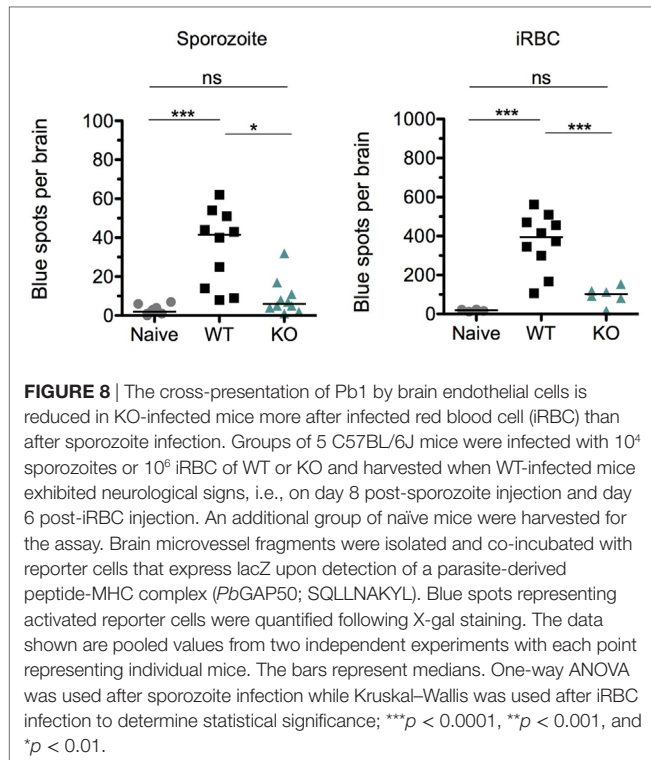 Sporozoite
ns
***
*
Blue spots per brain
100
80
60
40
20
0
Naive WT KO
iRBC
ns
***
***
Blue spots per brain
1000
800
600
400
200
0
Naive WT KO
FIGURE 8 | The cross-presentation of Pb1 by brain endothelial cells is
reduced in KO-infected mice more after infected red blood cell (iRBC) than
after sporozoite infection. Groups of 5 C57BL/6J mice were infected with 10⁴
sporozoites or 10⁶ iRBC of WT or KO and harvested when WT-infected mice
exhibited neurological signs, i.e., on day 8 post-sporozoite injection and day
6 post-iRBC injection. An additional group of naïve mice were harvested for
the assay. Brain microvessel fragments were isolated and co-incubated with
reporter cells that express lacZ upon detection of a parasite-derived
peptide-MHC complex (PbGAP50; SQLLNAKYL). Blue spots representing
activated reporter cells were quantified following X-gal staining. The data
shown are pooled values from two independent experiments with each point
representing individual mice. The bars represent medians. One-way ANOVA
was used after sporozoite infection while Kruskal–Wallis was used after iRBC
infection to determine statistical significance; ***p < 0.0001, **p < 0.001, and
*p < 0.01.